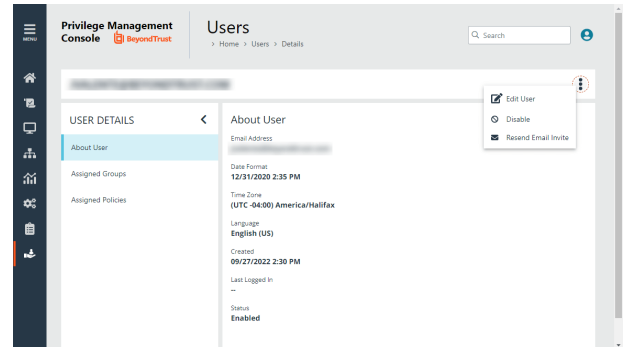 MENU
Privilege Management
Console BeyondTrust
Users
> Home > Users > Details
Search
Edit User
Disable
Resend Email Invite
USER DETAILS
About User
Assigned Groups
Assigned Policies
About User
Email Address
Date Format
12/31/2020 2:35 PM
Time Zone
(UTC -04:00) America/Halifax
Language
English (US)
Created
09/27/2022 2:30 PM
Last Logged In
--
Status
Enabled